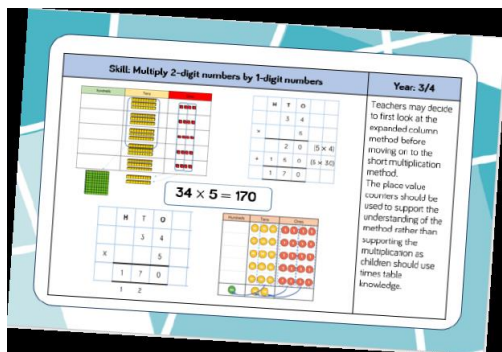 Skill: Multiply 2-digit numbers by 1-digit numbers
Year: 3/4
Hundreds Tens Ones
H T O
3 4
× 5
2 0 (5 × 4)
+ 1 5 0 (5 × 30)
1 7 0
34 × 5 = 170
H T O
3 4
× 5
1 7 0
1 2
Hundreds Tens Ones
Teachers may decide
to first look at the
expanded column
method before
moving on to the
short multiplication
method.
The place value
counters should be
used to support the
understanding of the
method rather than
supporting the
multiplication as
children should use
times table
knowledge.